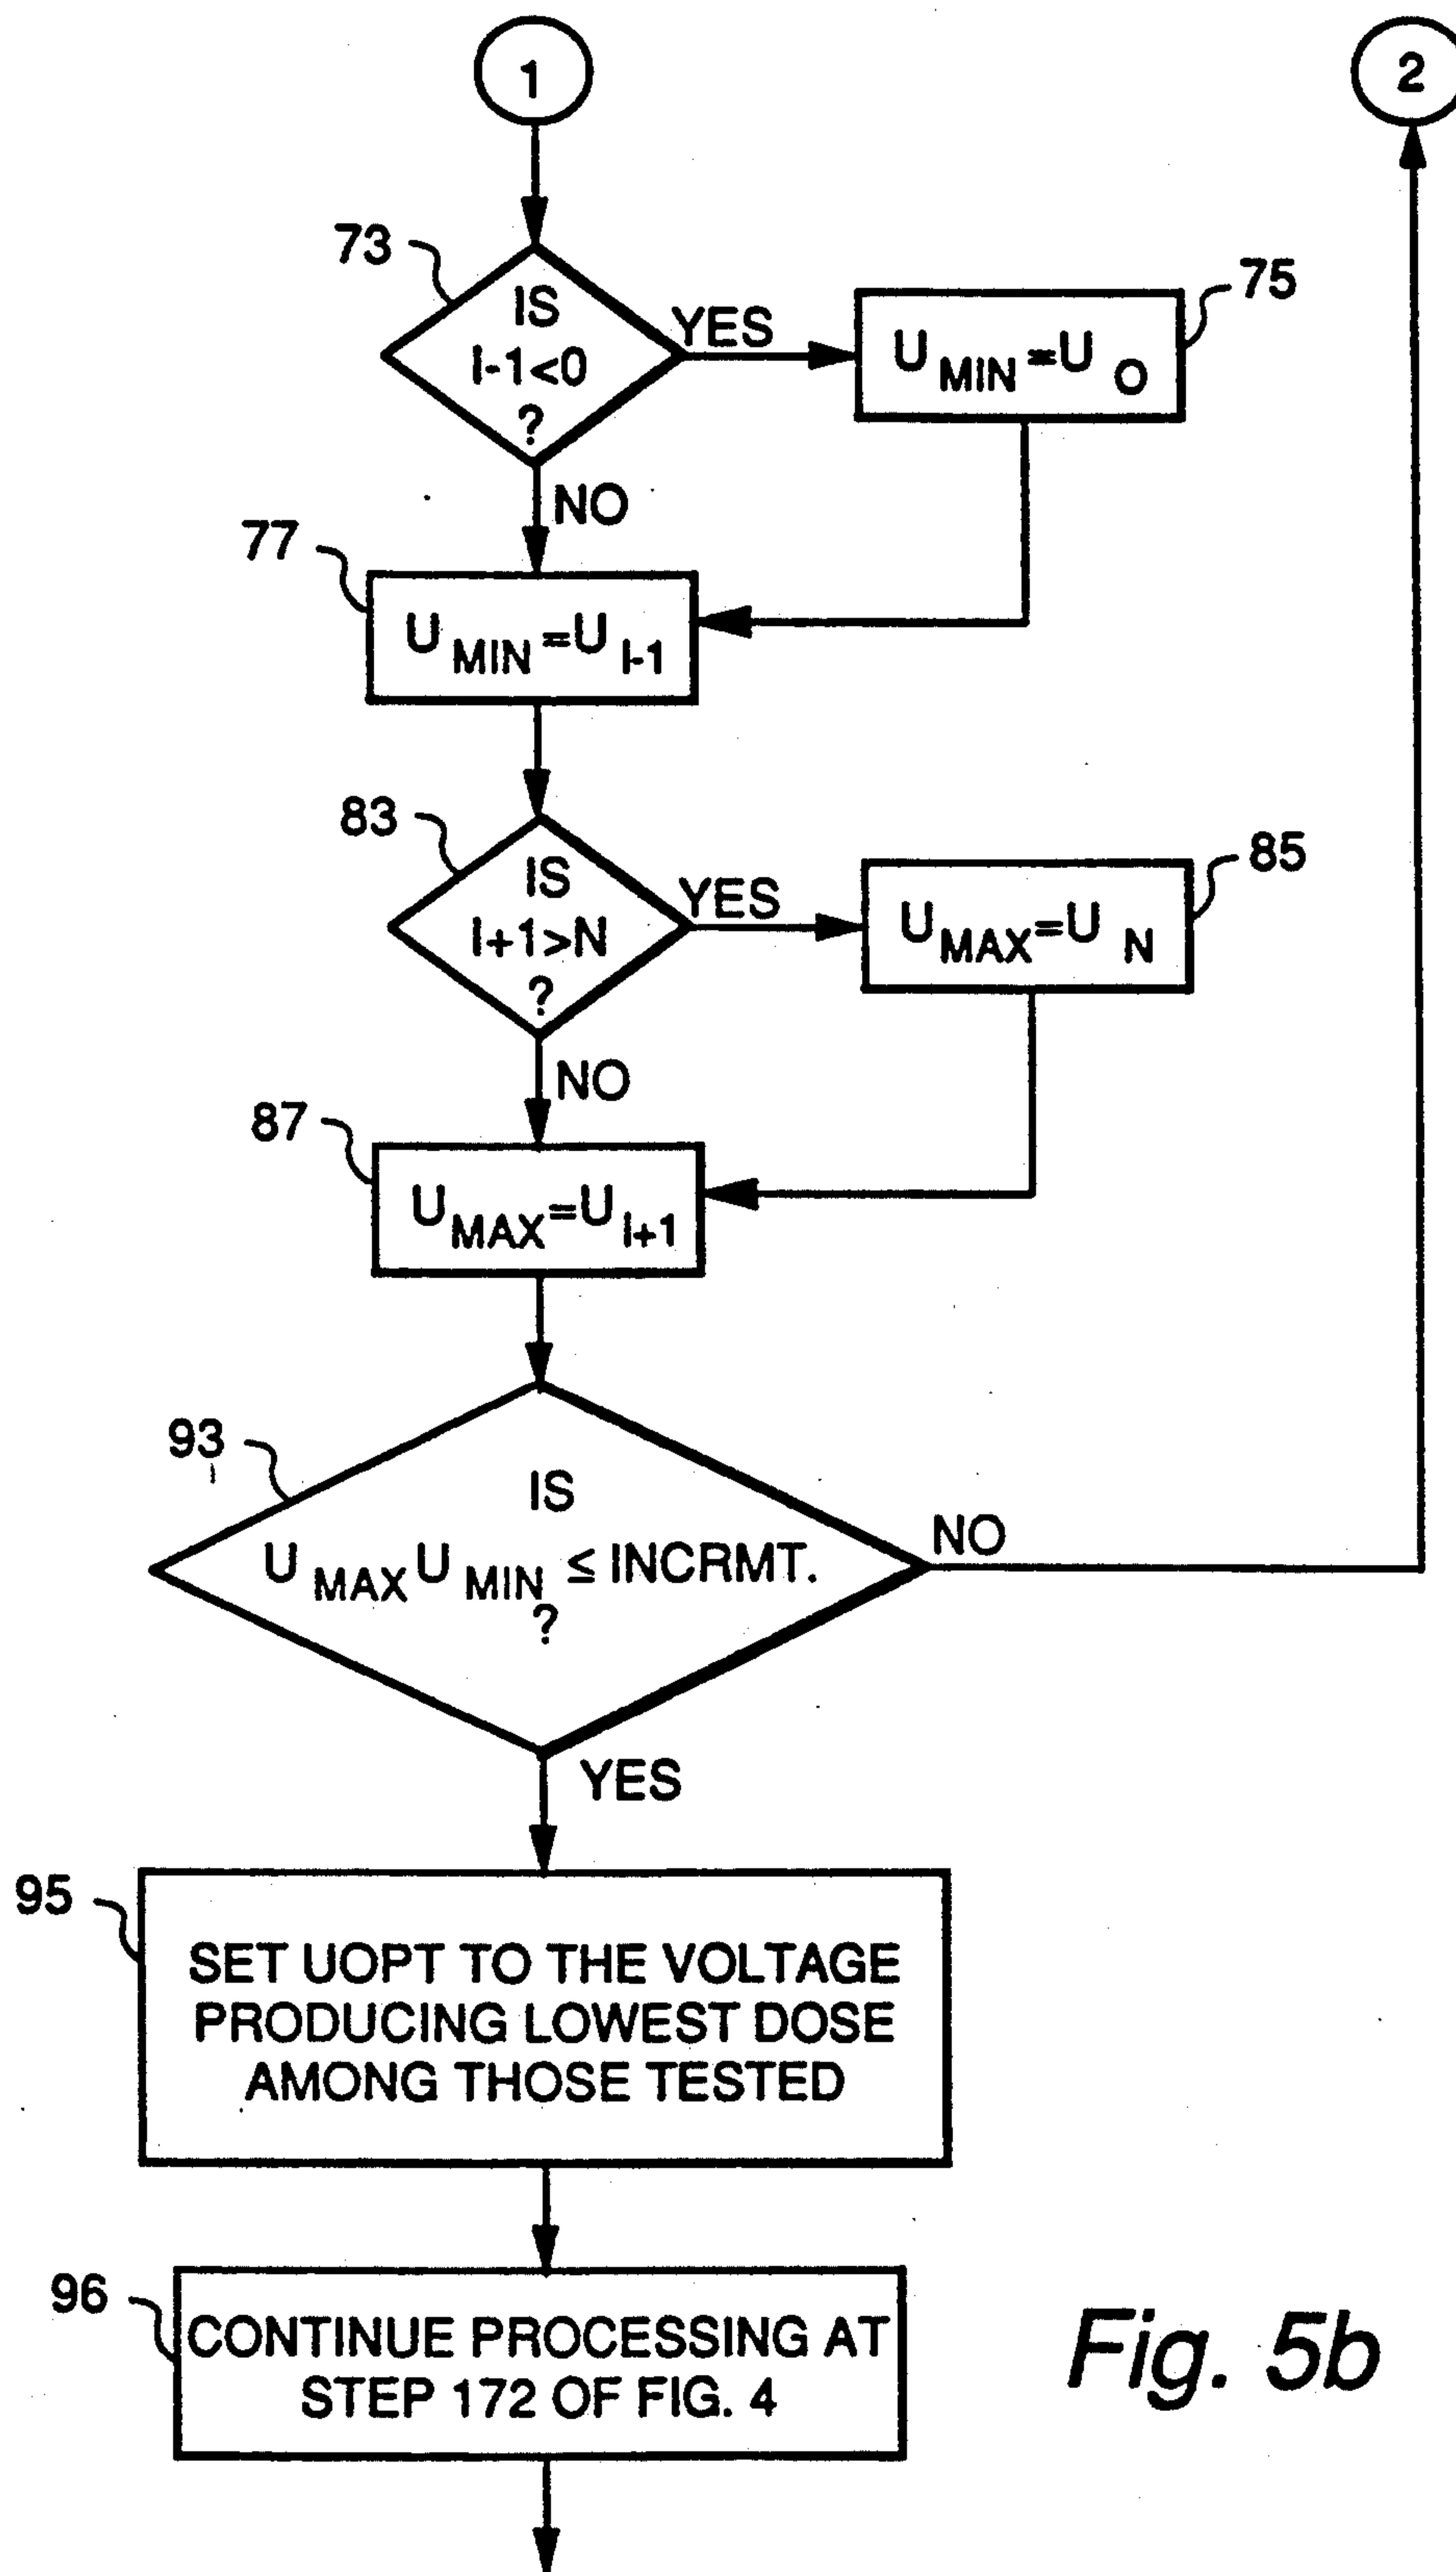 1
2
73
IS
I-1<0
?
YES
75
U MIN =U O
NO
77
U MIN =U I-1
83
IS
I+1>N
?
YES
85
U MAX =U N
NO
87
U MAX =U I+1
93
IS
U MAX U MIN ≤ INCRMT.
?
NO
YES
95
SET UOPT TO THE VOLTAGE
PRODUCING LOWEST DOSE
AMONG THOSE TESTED
96
CONTINUE PROCESSING AT
STEP 172 OF FIG. 4
Fig. 5b